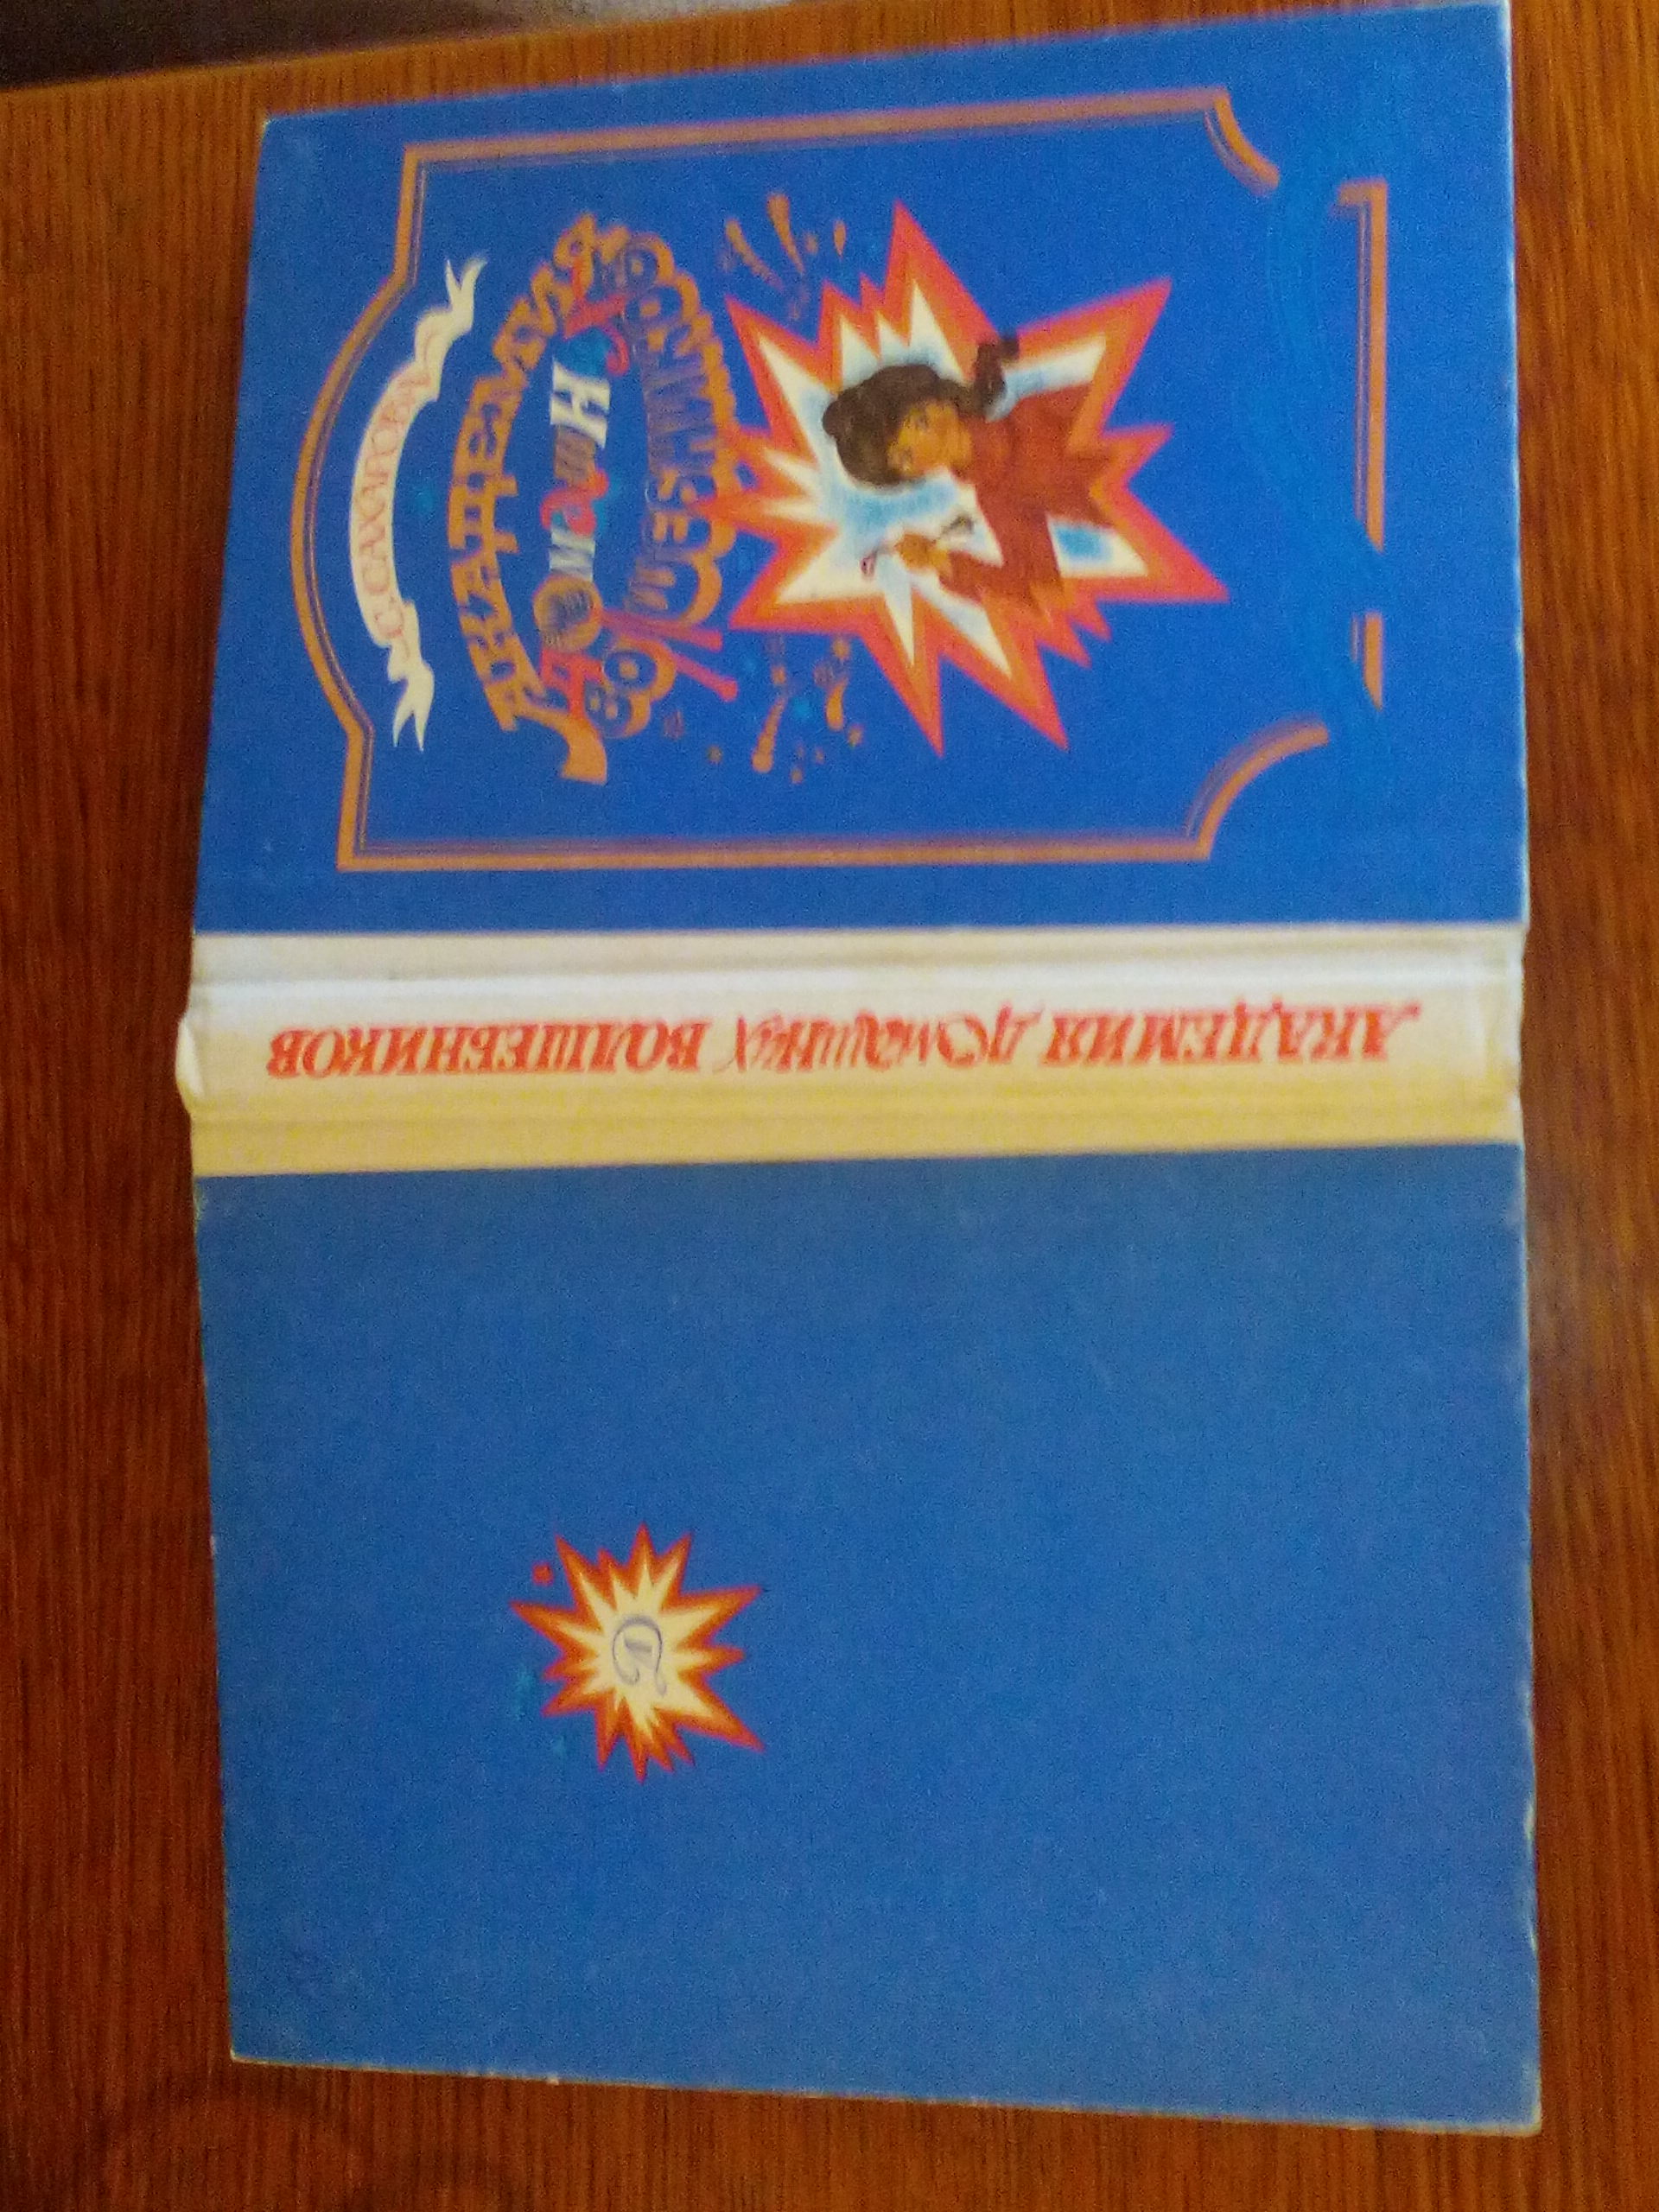 С. САХАРОВА
АКАДЕМИЯ
ДОМАШНИХ
ВОЛШЕБНИКОВ
АКАДЕМИЯ ДОМАШНИХ ВОЛШЕБНИКОВ